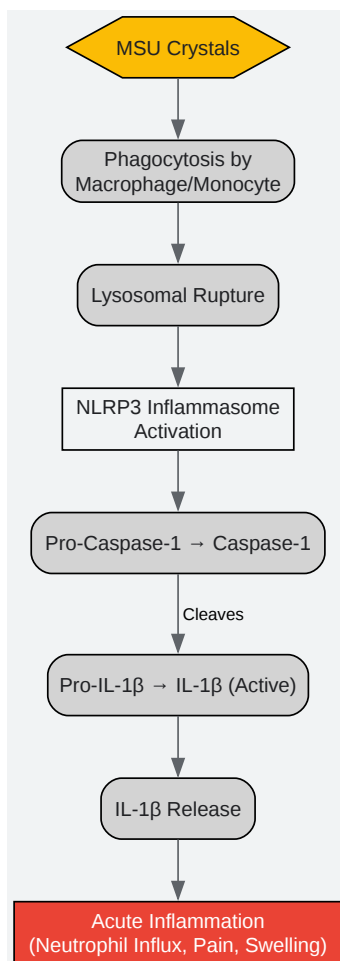 MSU Crystals
Phagocytosis by
Macrophage/Monocyte
Lysosomal Rupture
NLRP3 Inflammasome
Activation
Pro-Caspase-1 → Caspase-1
Cleaves
Pro-IL-1β → IL-1β (Active)
IL-1β Release
Acute Inflammation
(Neutrophil Influx, Pain, Swelling)